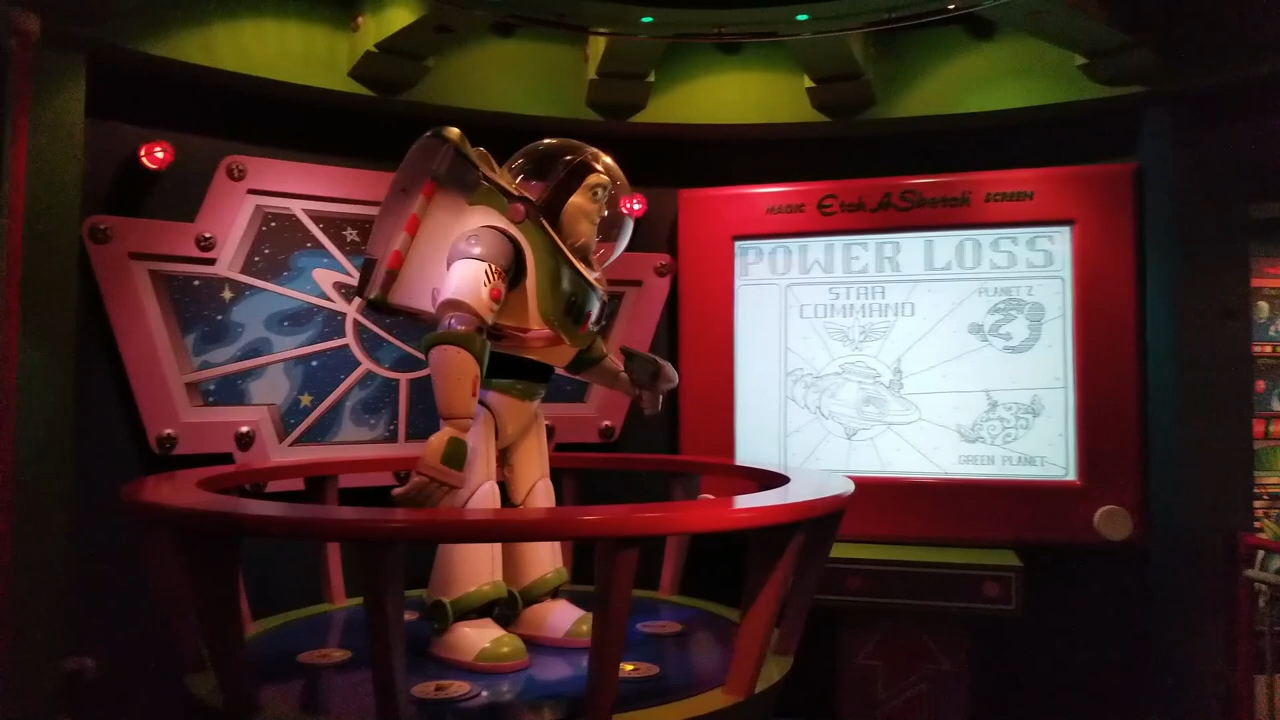 MAGIC Etch A Sketch SCREEN
POWER LOSS
STAR
COMMAND
PLANET Z
GREEN PLANET